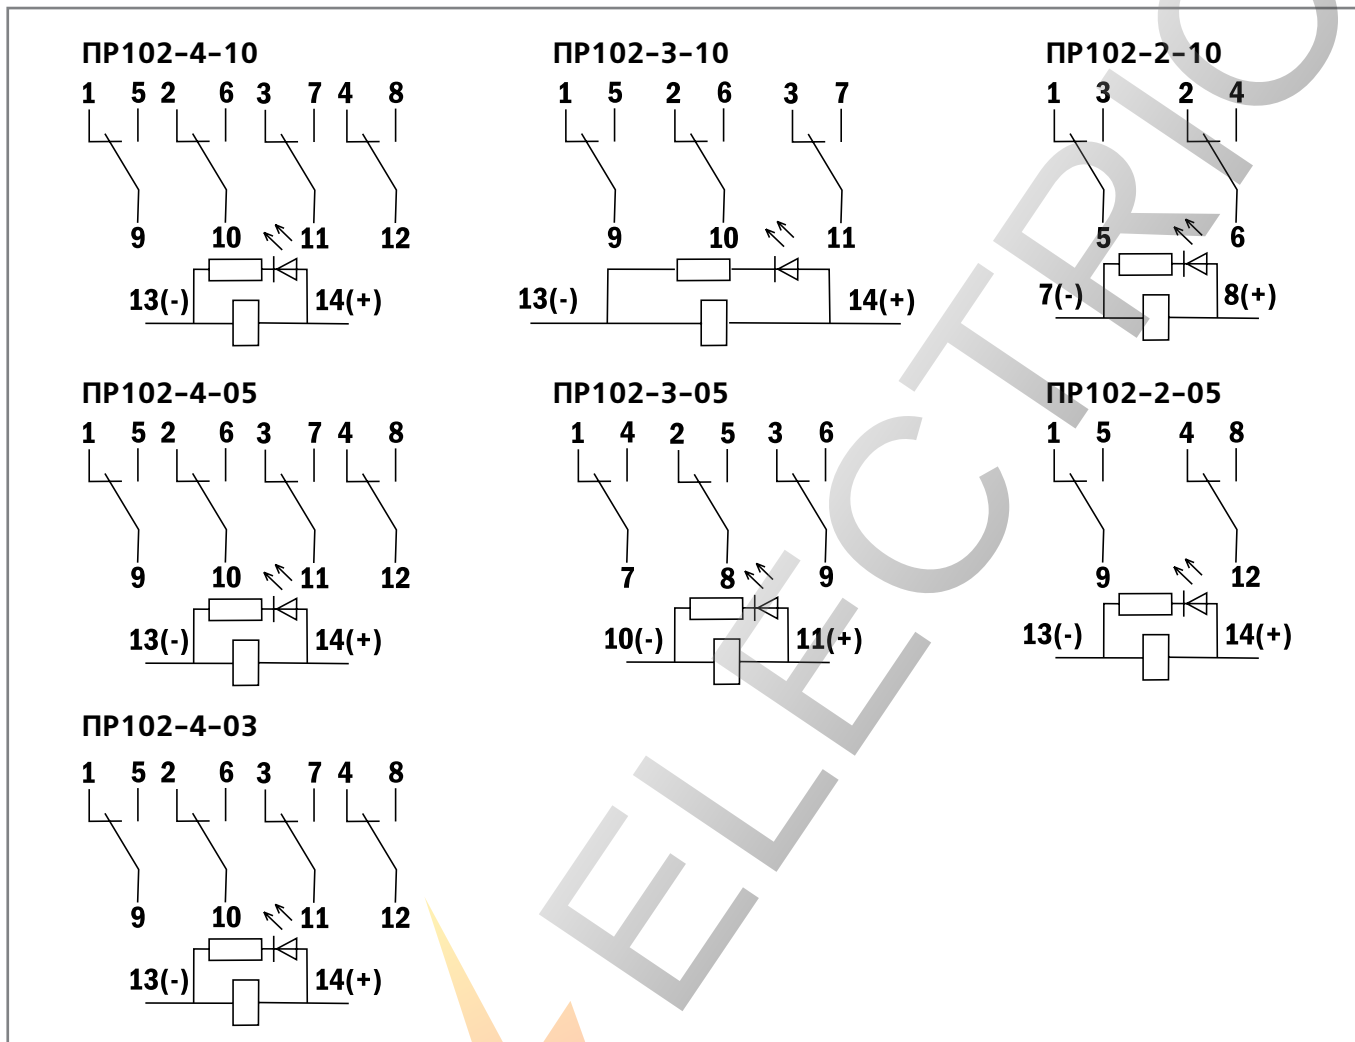 ПР102-4-10 ПР102-3-10 ПР102-2-10
1 5 2 6 3 7 4 8 1 5 2 6 3 7 1 3 2 4
9 10 11 12 9 10 11 5 6
13(-) 14(+) 13(-) 14(+) 7(-) 8(+)
ПР102-4-05 ПР102-3-05 ПР102-2-05
1 5 2 6 3 7 4 8 1 4 2 5 3 6 1 5 4 8
9 10 11 12 7 8 9 9 12
13(-) 14(+) 10(-) 11(+) 13(-) 14(+)
ПР102-4-03
1 5 2 6 3 7 4 8
9 10 11 12
13(-) 14(+)
ELECTRIC